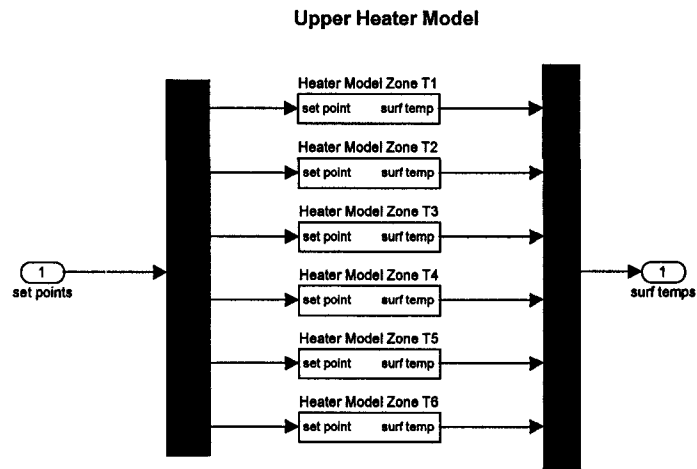 Upper Heater Model
Heater Model Zone T1
set point surf temp
Heater Model Zone T2
set point surf temp
Heater Model Zone T3
set point surf temp
1
set points
Heater Model Zone T4
set point surf temp
1
surf temps
Heater Model Zone T5
set point surf temp
Heater Model Zone T6
set point surf temp